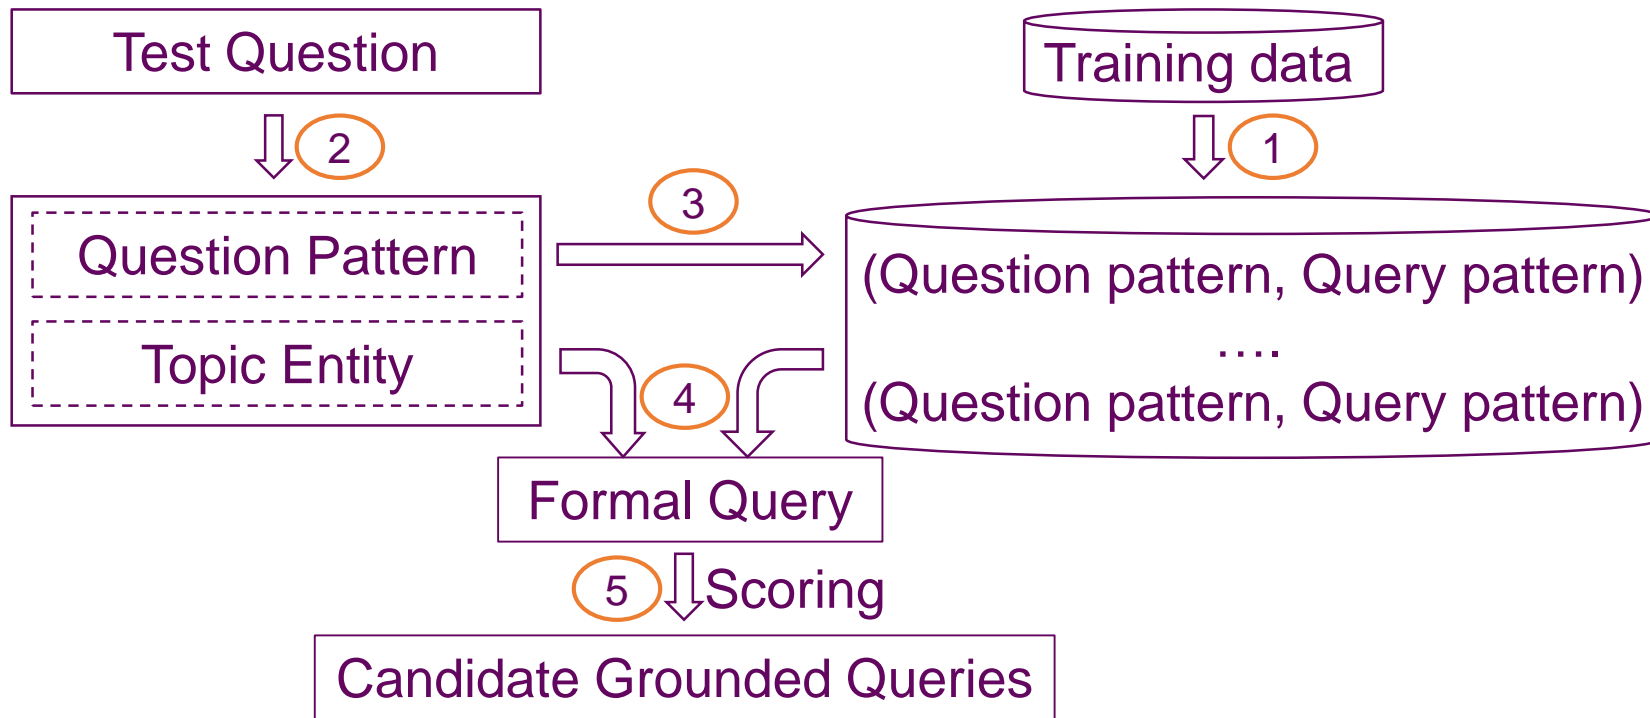 Test Question
Training data
2
1
3
Question Pattern
(Question pattern, Query pattern)
Topic Entity
....
4
(Question pattern, Query pattern)
Formal Query
5
Scoring
Candidate Grounded Queries